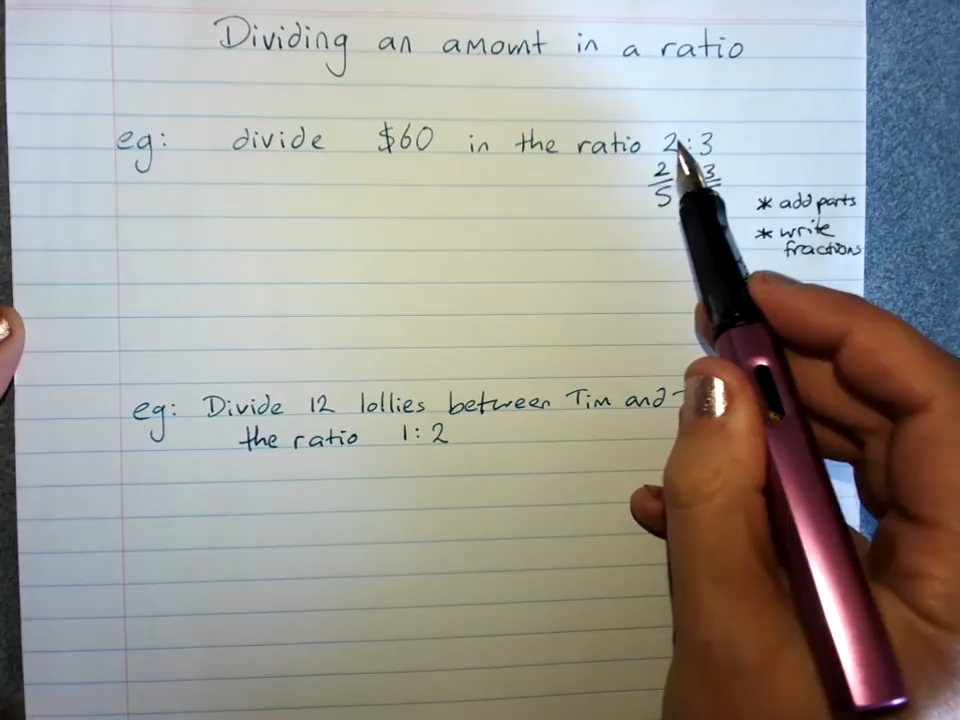 Dividing an amount in a ratio
eg: divide $60 in the ratio 2:3
2/5 3
* add parts
* write
fractions
eg: Divide 12 lollies between Tim and
the ratio 1:2